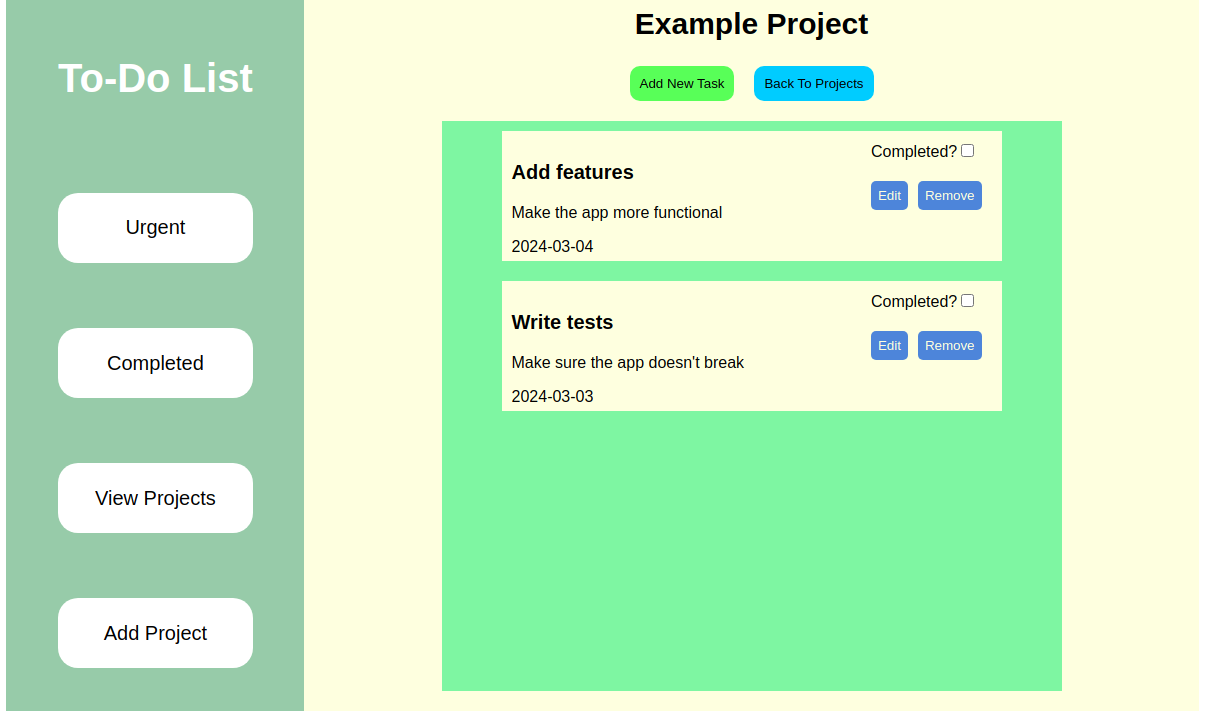 To-Do List
Urgent
Completed
View Projects
Add Project
Example Project
Add New Task Back To Projects
Completed?
Add features
Edit Remove
Make the app more functional
2024-03-04
Completed?
Write tests
Edit Remove
Make sure the app doesn't break
2024-03-03